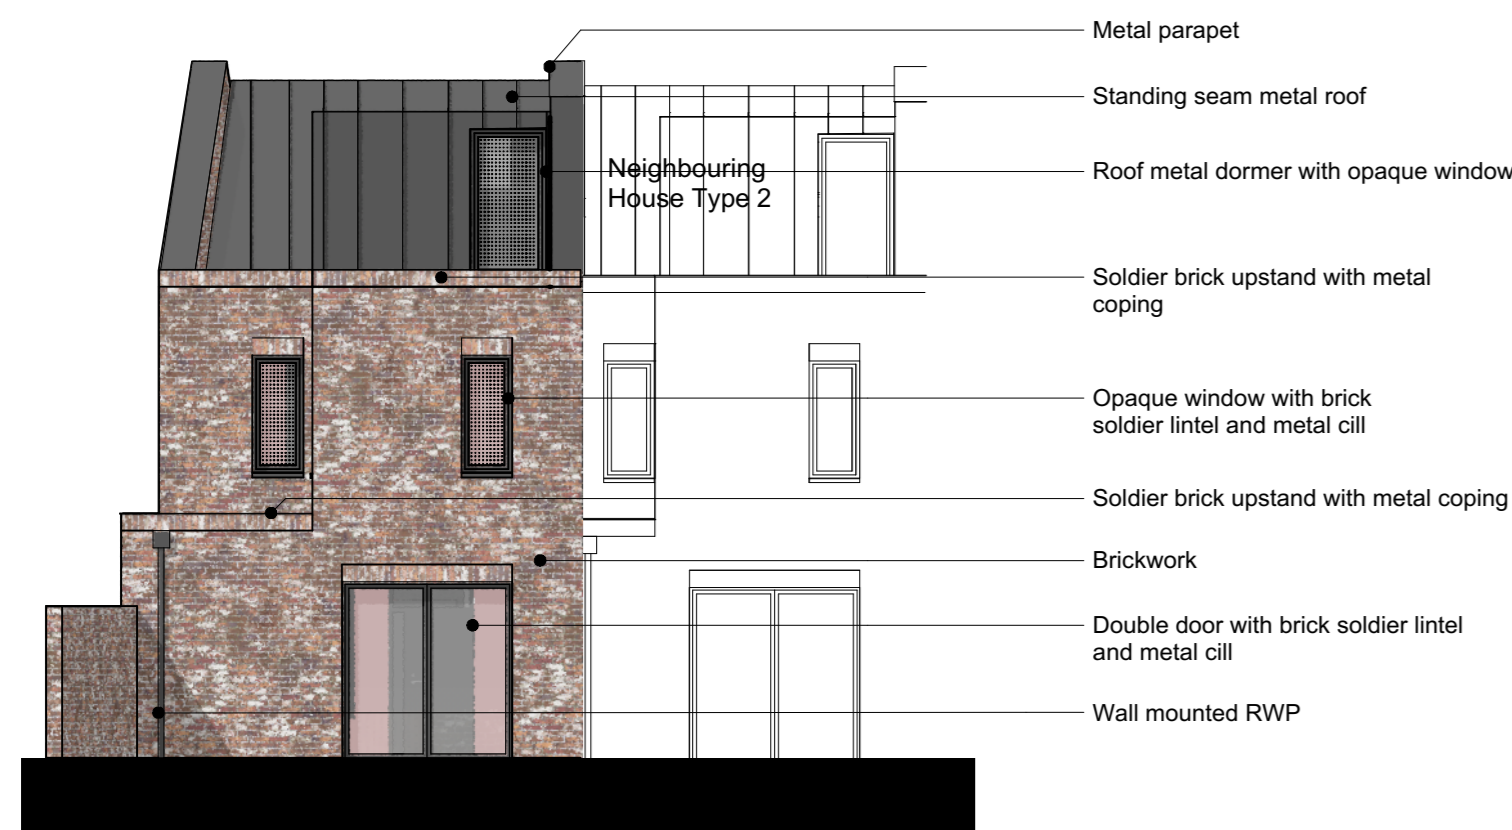 Metal parapet
Standing seam metal roof
Neighbouring
House Type 2
Roof metal dormer with opaque window
Soldier brick upstand with metal
coping
Opaque window with brick
soldier lintel and metal cill
Soldier brick upstand with metal coping
Brickwork
Double door with brick soldier lintel
and metal cill
Wall mounted RWP